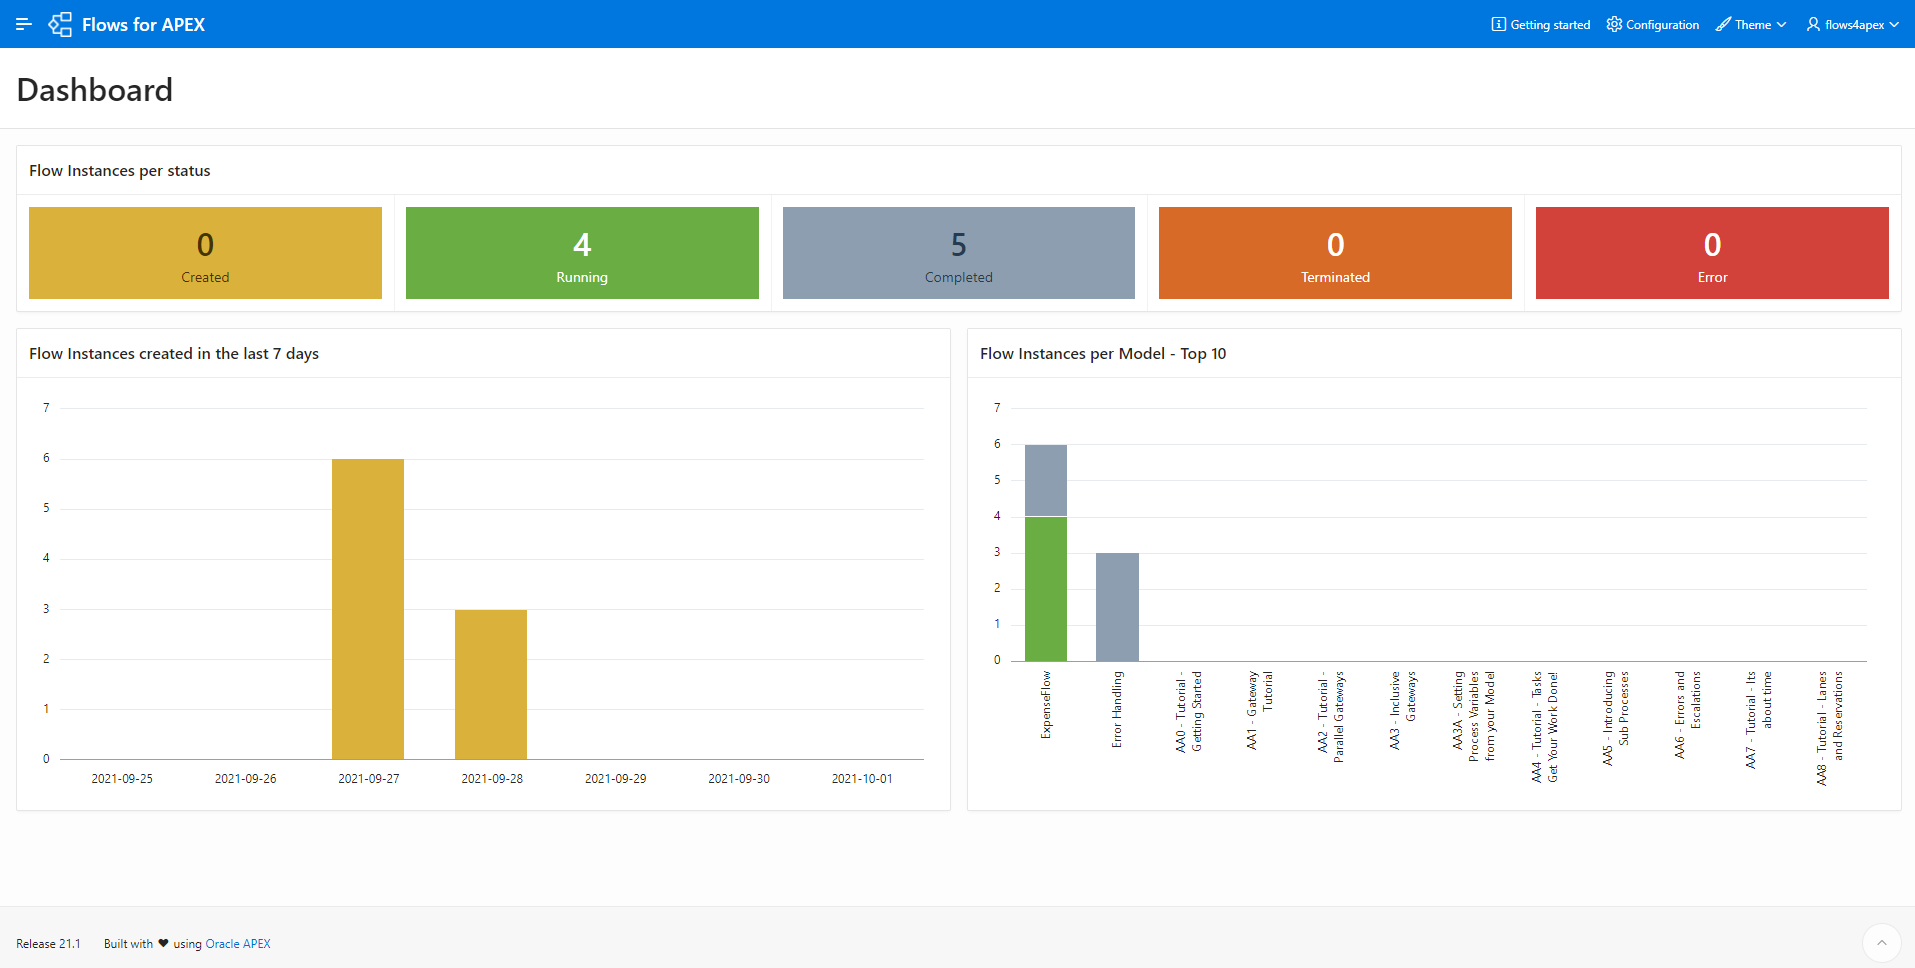 Flows for APEX
Getting started
Configuration
Theme
flows4apex
Dashboard
Flow Instances per status
0
Created
4
Running
5
Completed
0
Terminated
0
Error
Flow Instances created in the last 7 days
7
6
5
4
3
2
1
0
2021-09-25
2021-09-26
2021-09-27
2021-09-28
2021-09-29
2021-09-30
2021-10-01
Flow Instances per Model - Top 10
7
6
5
4
3
2
1
0
ExpenseFlow
Error Handling
AA0 - Tutorial -
Getting Started
AA1 - Gateway
Tutorial
AA2 - Tutorial -
Parallel Gateways
AA3 - Inclusive
Gateways
AA3A - Setting
Process Variables
from your Model
AA4 - Tutorial - Tasks
Get Your Work Done!
AA5 - Introducing
Sub Processes
AA6 - Errors and
Escalations
AA7 - Tutorial - Its
about time
AA8 - Tutorial - Lanes
and Reservations
Release 21.1
Built with ♥ using Oracle APEX